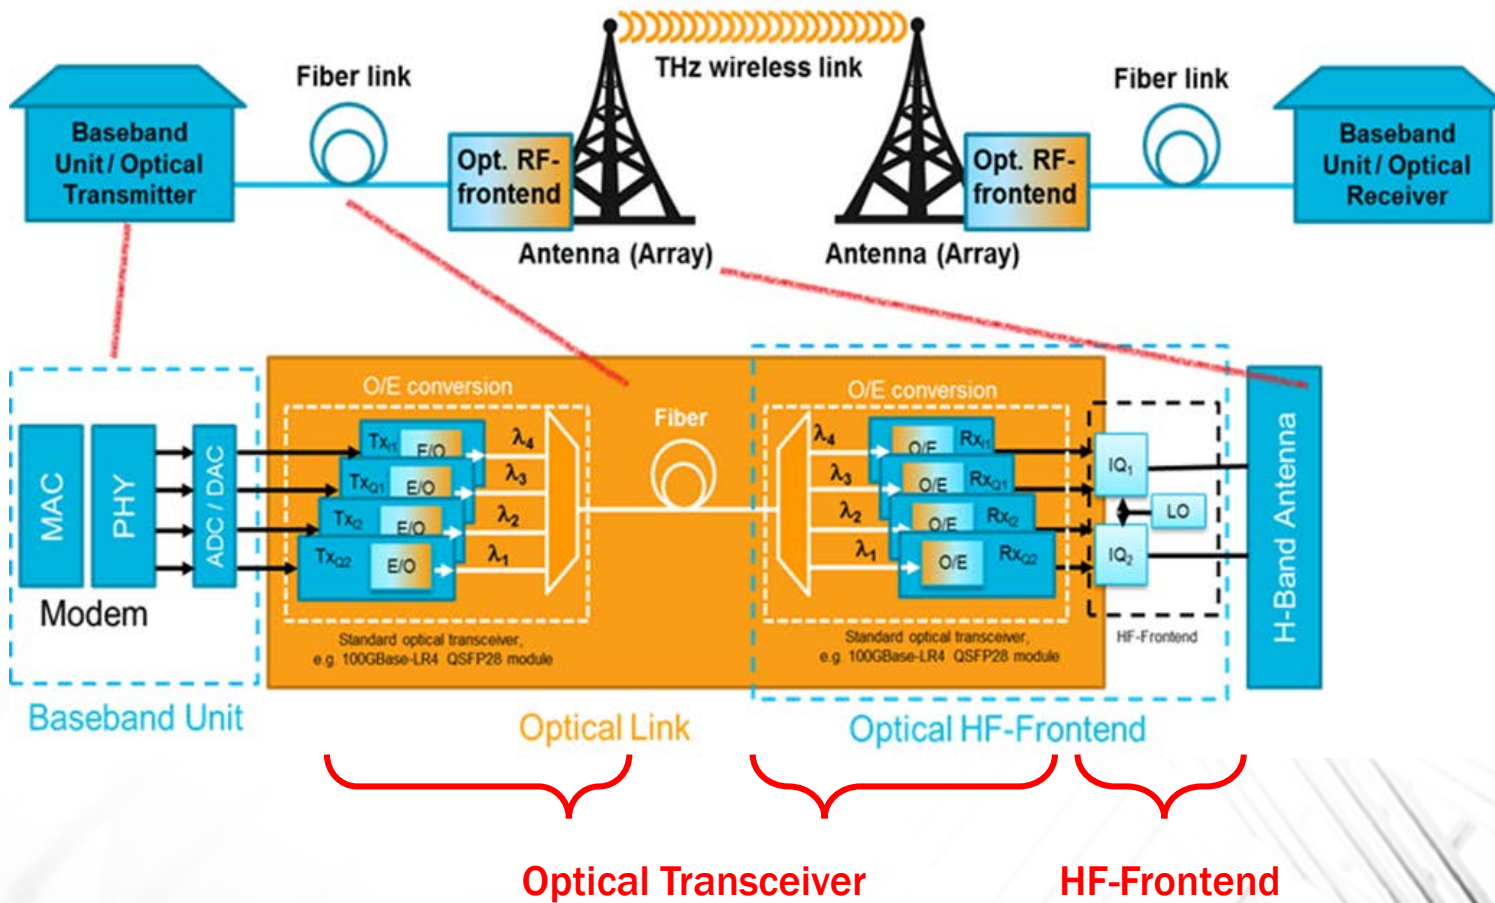 THz wireless link
Fiber link
Fiber link
Baseband
Unit / Optical
Transmitter
Opt. RF-
frontend
Opt. RF-
frontend
Baseband
Unit / Optical
Receiver
Antenna (Array)
Antenna (Array)
O/E conversion
O/E conversion
Fiber
MAC
PHY
ADC / DAC
Modem
TxI1
E/O
TxQ1
E/O
TxI2
E/O
TxQ2
E/O
λ4
λ3
λ2
λ1
λ4
λ3
λ2
λ1
O/E
RxI1
O/E
RxQ1
O/E
RxI2
O/E
RxQ2
IQ1
LO
IQ2
H-Band Antenna
HF-Frontend
Standard optical transceiver,
e.g. 100GBase-LR4 QSFP28 module
Standard optical transceiver,
e.g. 100GBase-LR4 QSFP28 module
Baseband Unit
Optical Link
Optical HF-Frontend
Optical Transceiver
HF-Frontend